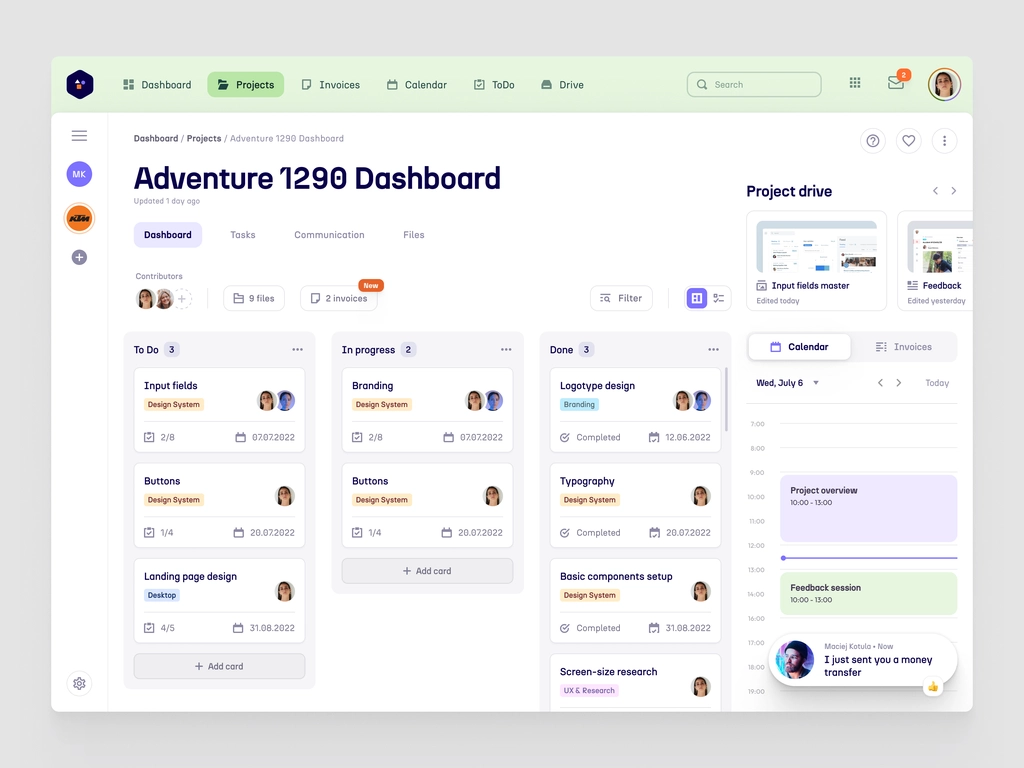 Dashboard
Projects
Invoices
Calendar
ToDo
Drive
Search
2
MK
KTM
Dashboard / Projects / Adventure 1290 Dashboard
Adventure 1290 Dashboard
Updated 1 day ago
Dashboard
Tasks
Communication
Files
Contributors
9 files
2 invoices
New
Filter
To Do 3
Input fields
Design System
2/8
07.07.2022
Buttons
Design System
1/4
20.07.2022
Landing page design
Desktop
4/5
31.08.2022
+ Add card
In progress 2
Branding
Design System
2/8
07.07.2022
Buttons
Design System
1/4
20.07.2022
+ Add card
Done 3
Logotype design
Branding
Completed
12.06.2022
Typography
Design System
Completed
20.07.2022
Basic components setup
Design System
Completed
31.08.2022
Screen-size research
UX & Research
Project drive
Input fields master
Edited today
Feedback
Edited yesterday
Calendar
Invoices
Wed, July 6
Today
7:00
8:00
9:00
10:00
11:00
12:00
13:00
14:00
16:00
17:00
18:00
19:00
Project overview
10:00 - 13:00
Feedback session
10:00 - 13:00
Maciej Kotula • Now
I just sent you a money
transfer